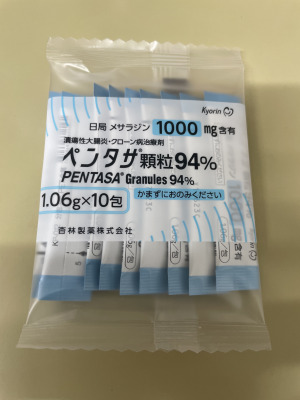 Kyorin
日局 メサラジン 1000 mg含有
潰瘍性大腸炎・クローン病治療剤
ペンタサ®顆粒94%
PENTASA® Granules 94%
かまずにおのみください
1.06g×10包
杏林製薬株式会社